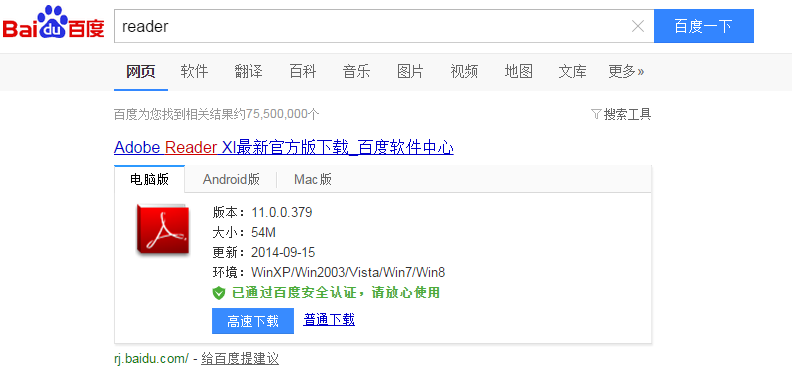 Bai du 百度 reader 百度一下
网页 软件 翻译 百科 音乐 图片 视频 地图 文库 更多»
百度为您找到相关结果约75,500,000个 搜索工具
Adobe Reader XI最新官方版下载_百度软件中心
电脑版 Android版 Mac版
版本：11.0.0.379
大小：54M
更新：2014-09-15
环境：WinXP/Win2003/Vista/Win7/Win8
已通过百度安全认证，请放心使用
高速下载 普通下载
rj.baidu.com/ - 给百度提建议